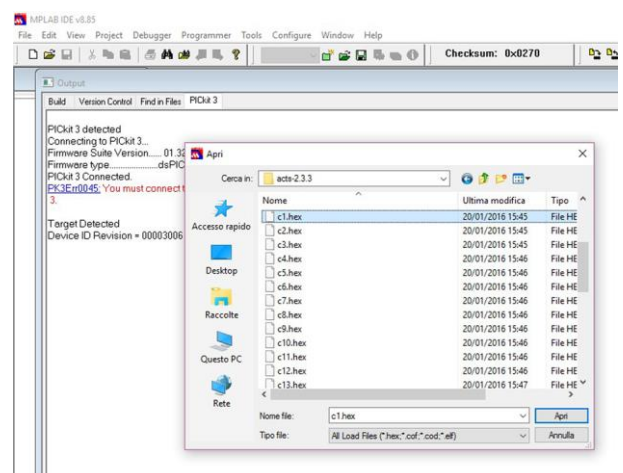 MPLAB IDE v8.85
File Edit View Project Debugger Programmer Tools Configure Window Help
Checksum: 0x0270
Output
Build Version Control Find in Files PICkit 3
PICkit 3 detected
Connecting to PICkit 3...
Firmware Suite Version..... 01.32
Firmware type..................dsPIC
PICkit 3 Connected.
PK3Err0045: You must connect t
3.
Target Detected
Device ID Revision = 00003006
Apri
Cerca in: acts-2.3.3
Nome Ultima modifica Tipo
c1.hex 20/01/2016 15:45 File HE
c2.hex 20/01/2016 15:45 File HE
c3.hex 20/01/2016 15:45 File HE
c4.hex 20/01/2016 15:46 File HE
c5.hex 20/01/2016 15:46 File HE
c6.hex 20/01/2016 15:46 File HE
c7.hex 20/01/2016 15:46 File HE
c8.hex 20/01/2016 15:46 File HE
c9.hex 20/01/2016 15:46 File HE
c10.hex 20/01/2016 15:46 File HE
c11.hex 20/01/2016 15:46 File HE
c12.hex 20/01/2016 15:46 File HE
c13.hex 20/01/2016 15:47 File HE
Accesso rapido
Desktop
Raccolte
Questo PC
Rete
Nome file: c1.hex Apri
Tipo file: All Load Files (*.hex;*.cof;*.cod;*.elf) Annulla